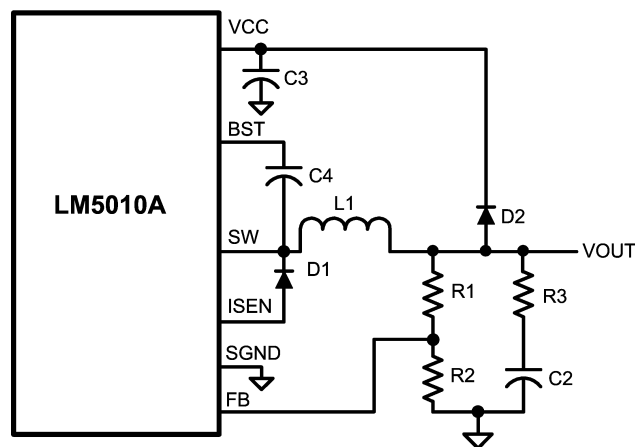 VCC
C3
BST
C4
LM5010A
L1
D2
SW
VOUT
D1
R1
R3
ISEN
SGND
R2
C2
FB